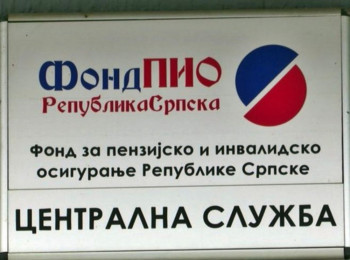 ФондПИО
РепубликаСрпска
Фонд за пензијско и инвалидско
осигурање Републике Српске
ЦЕНТРАЛНА СЛУЖБА